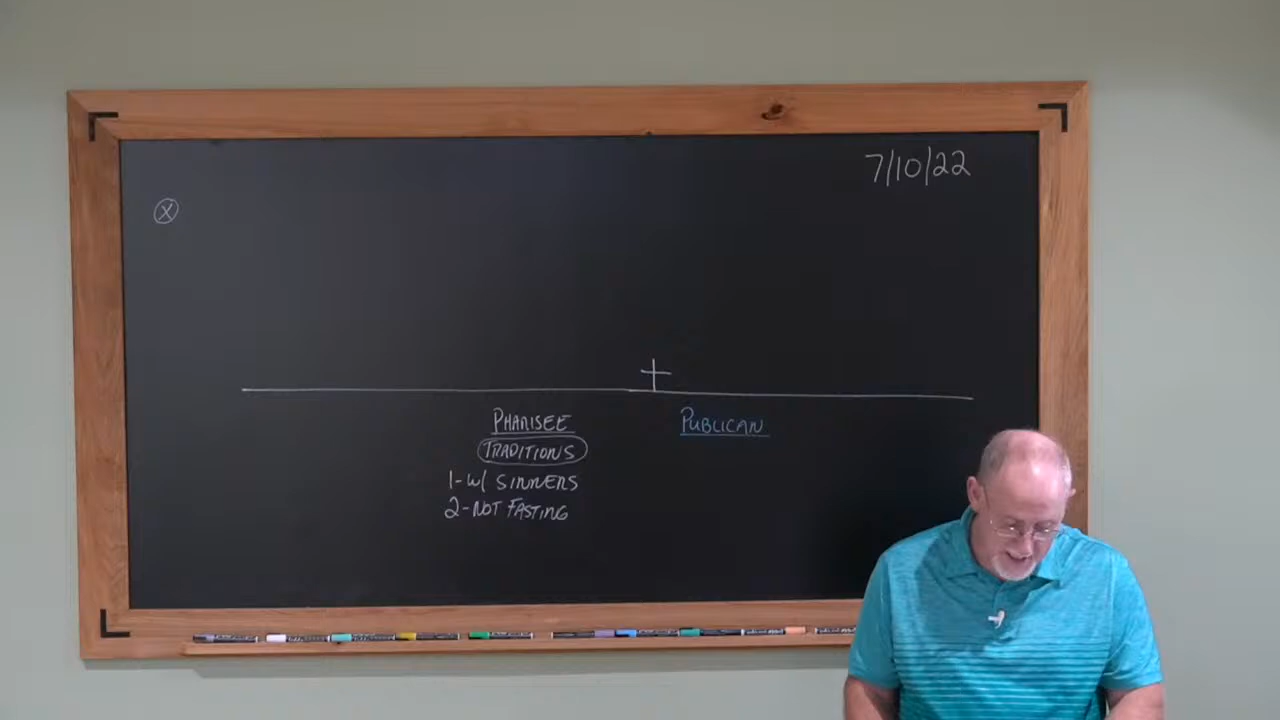 7/10/22
X
PHARISEE
PUBLICAN
TRADITIONS
1-W/ SINNERS
2-NOT FASTING